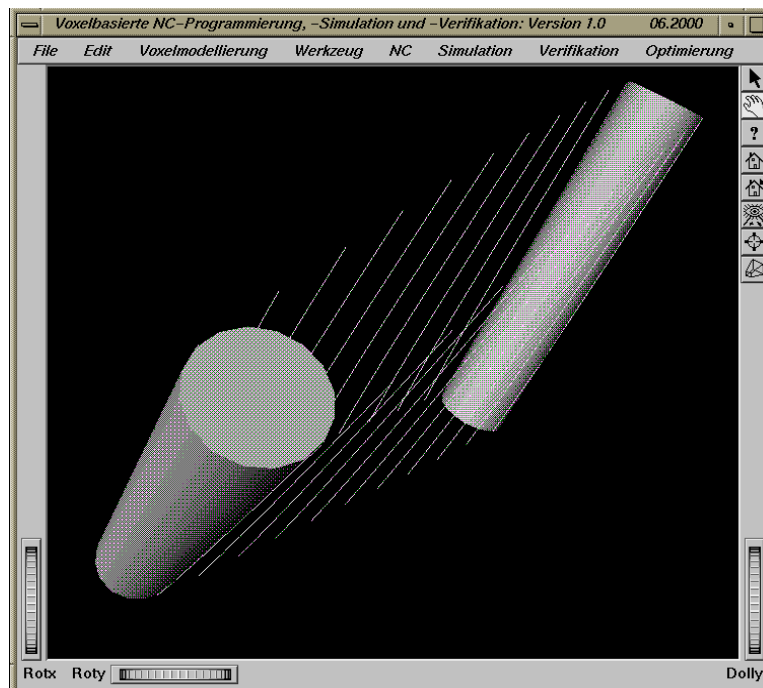 Voxelbasierte NC-Programmierung, -Simulation und -Verifikation: Version 1.0 06.2000
File Edit Voxelmodellierung Werkzeug NC Simulation Verifikation Optimierung
?
Rotx Roty Dolly